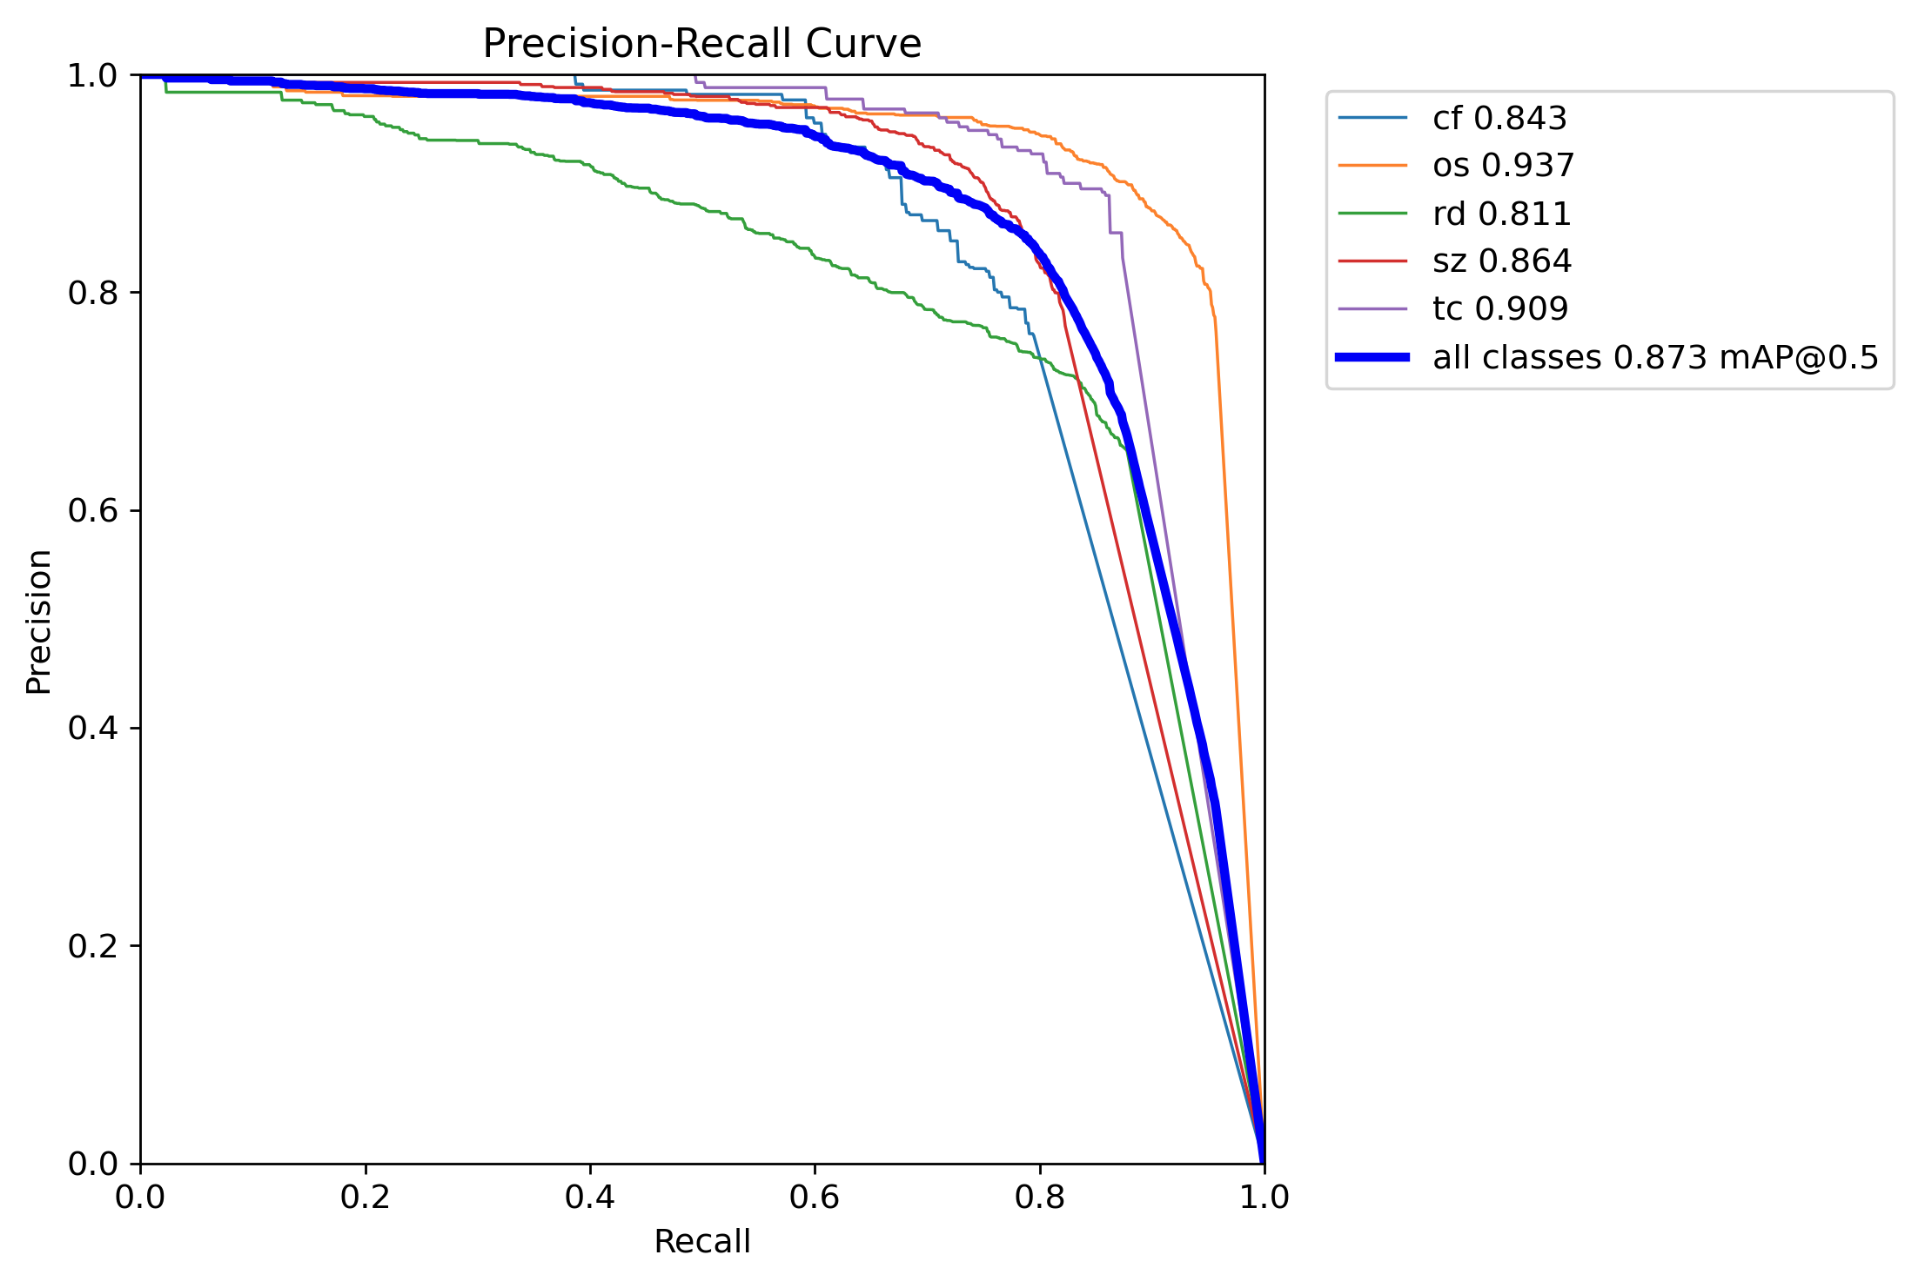 Precision-Recall Curve
1.0
0.8
0.6
0.4
0.2
0.0
Precision
0.0 0.2 0.4 0.6 0.8 1.0
Recall
cf 0.843
os 0.937
rd 0.811
sz 0.864
tc 0.909
all classes 0.873 mAP@0.5